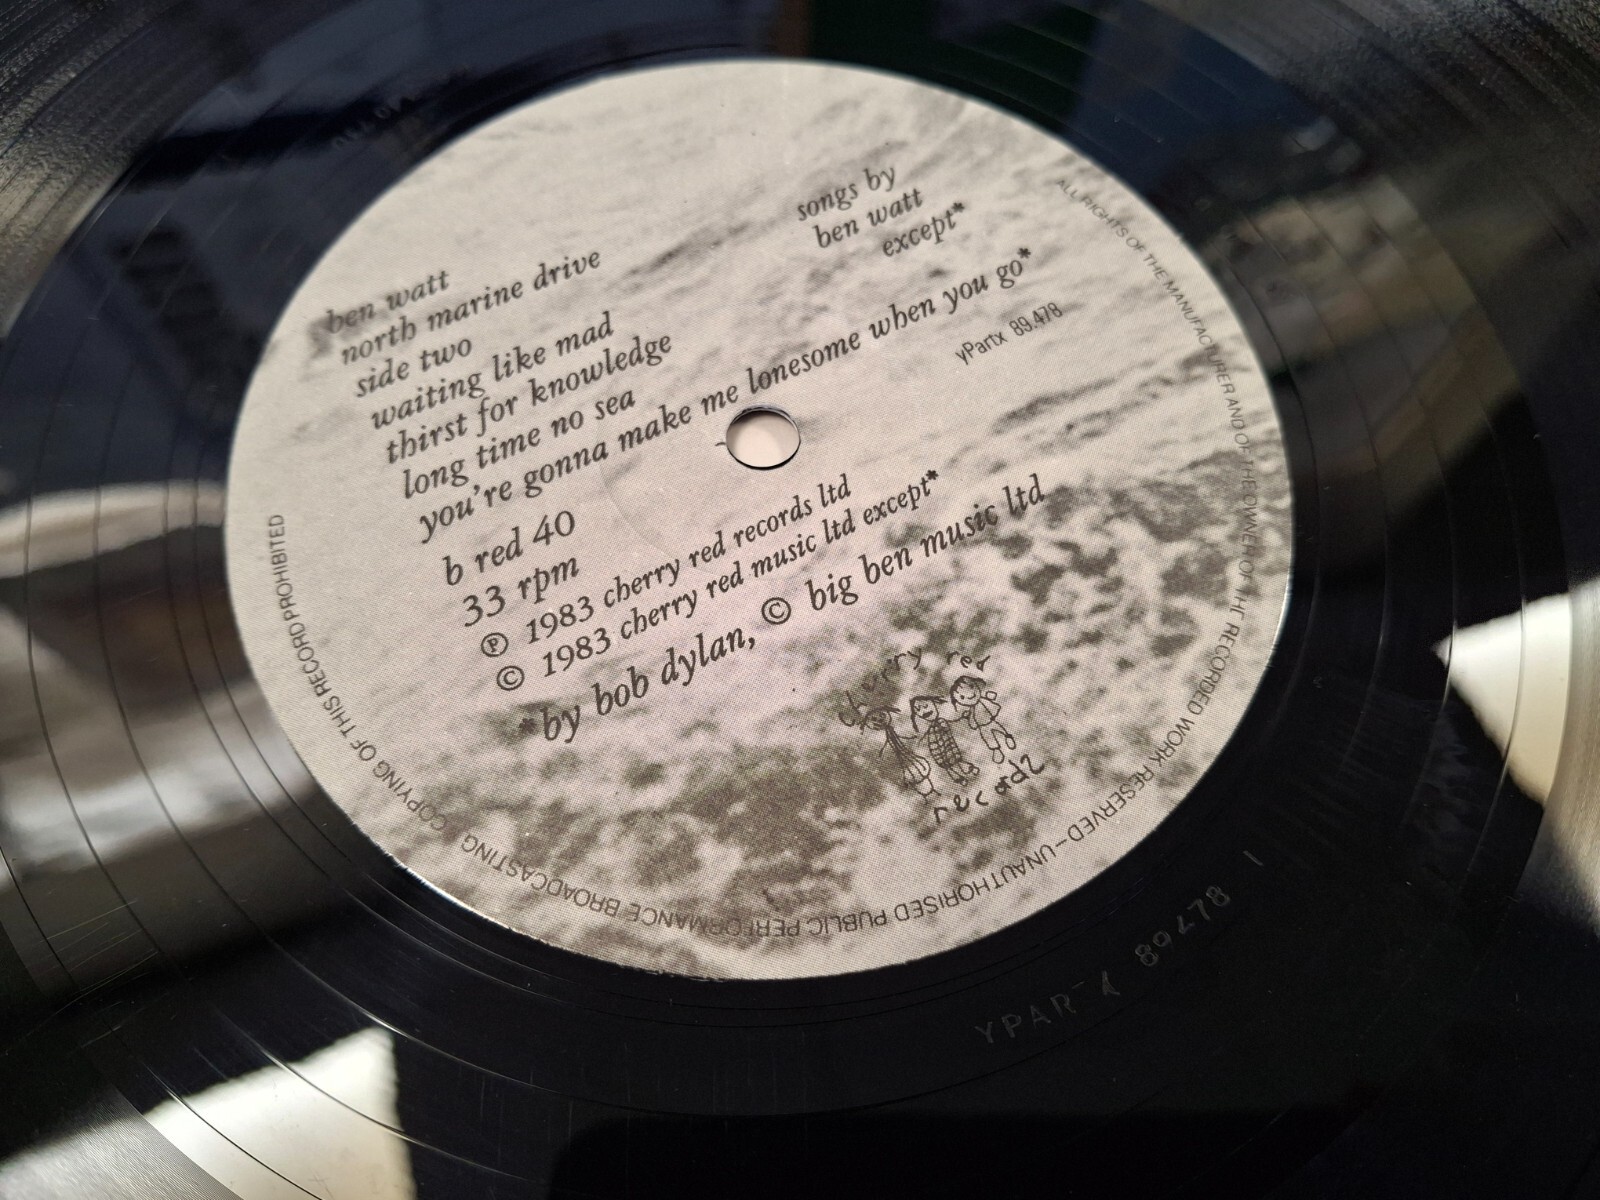 ben watt
north marine drive
side two
waiting like mad
thirst for knowledge
long time no sea
you're gonna make me lonesome when you go*
songs by
ben watt
except*
yPartx 89.478
b red 40
33 rpm
℗ 1983 cherry red records ltd
© 1983 cherry red music ltd except*
*by bob dylan, © big ben music ltd
cherry red
records
ALL RIGHTS OF THE MANUFACTURER AND OF THE OWNER OF THE RECORDED WORK RESERVED – UNAUTHORISED PUBLIC PERFORMANCE BROADCASTING COPYING OF THIS RECORD PROHIBITED
89478 1